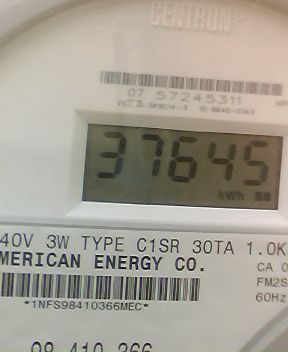 CENTRON®
07 57245311
37645
kWh
40V 3W TYPE C1SR 30TA 1.0K
MERICAN ENERGY CO.
CA 0
FM2S
60Hz
*1NFS98410366MEC*
98 410 366